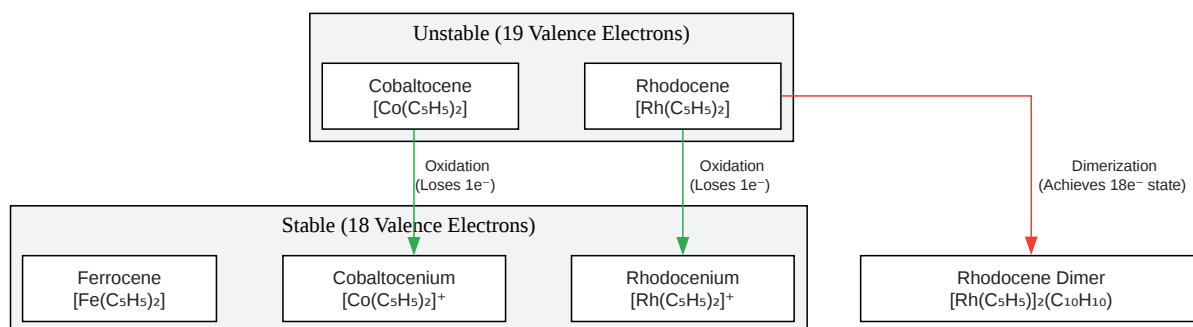 Unstable (19 Valence Electrons)
Cobaltocene
[Co(C₅H₅)₂]
Rhodocene
[Rh(C₅H₅)₂]
Oxidation
(Loses 1e⁻)
Oxidation
(Loses 1e⁻)
Dimerization
(Achieves 18e⁻ state)
Stable (18 Valence Electrons)
Ferrocene
[Fe(C₅H₅)₂]
Cobaltocenium
[Co(C₅H₅)₂]⁺
Rhodocenium
[Rh(C₅H₅)₂]⁺
Rhodocene Dimer
[Rh(C₅H₅)]₂(C₁₀H₁₀)